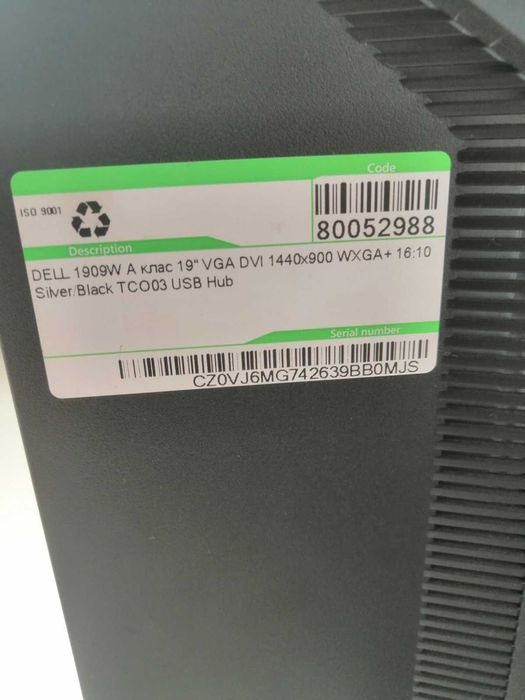 Code
ISO 9001
80052988
Description
DELL 1909W А клас 19" VGA DVI 1440x900 WXGA+ 16:10
Silver/Black TCO03 USB Hub
Serial number
CZ0VJ6MG742639BB0MJS